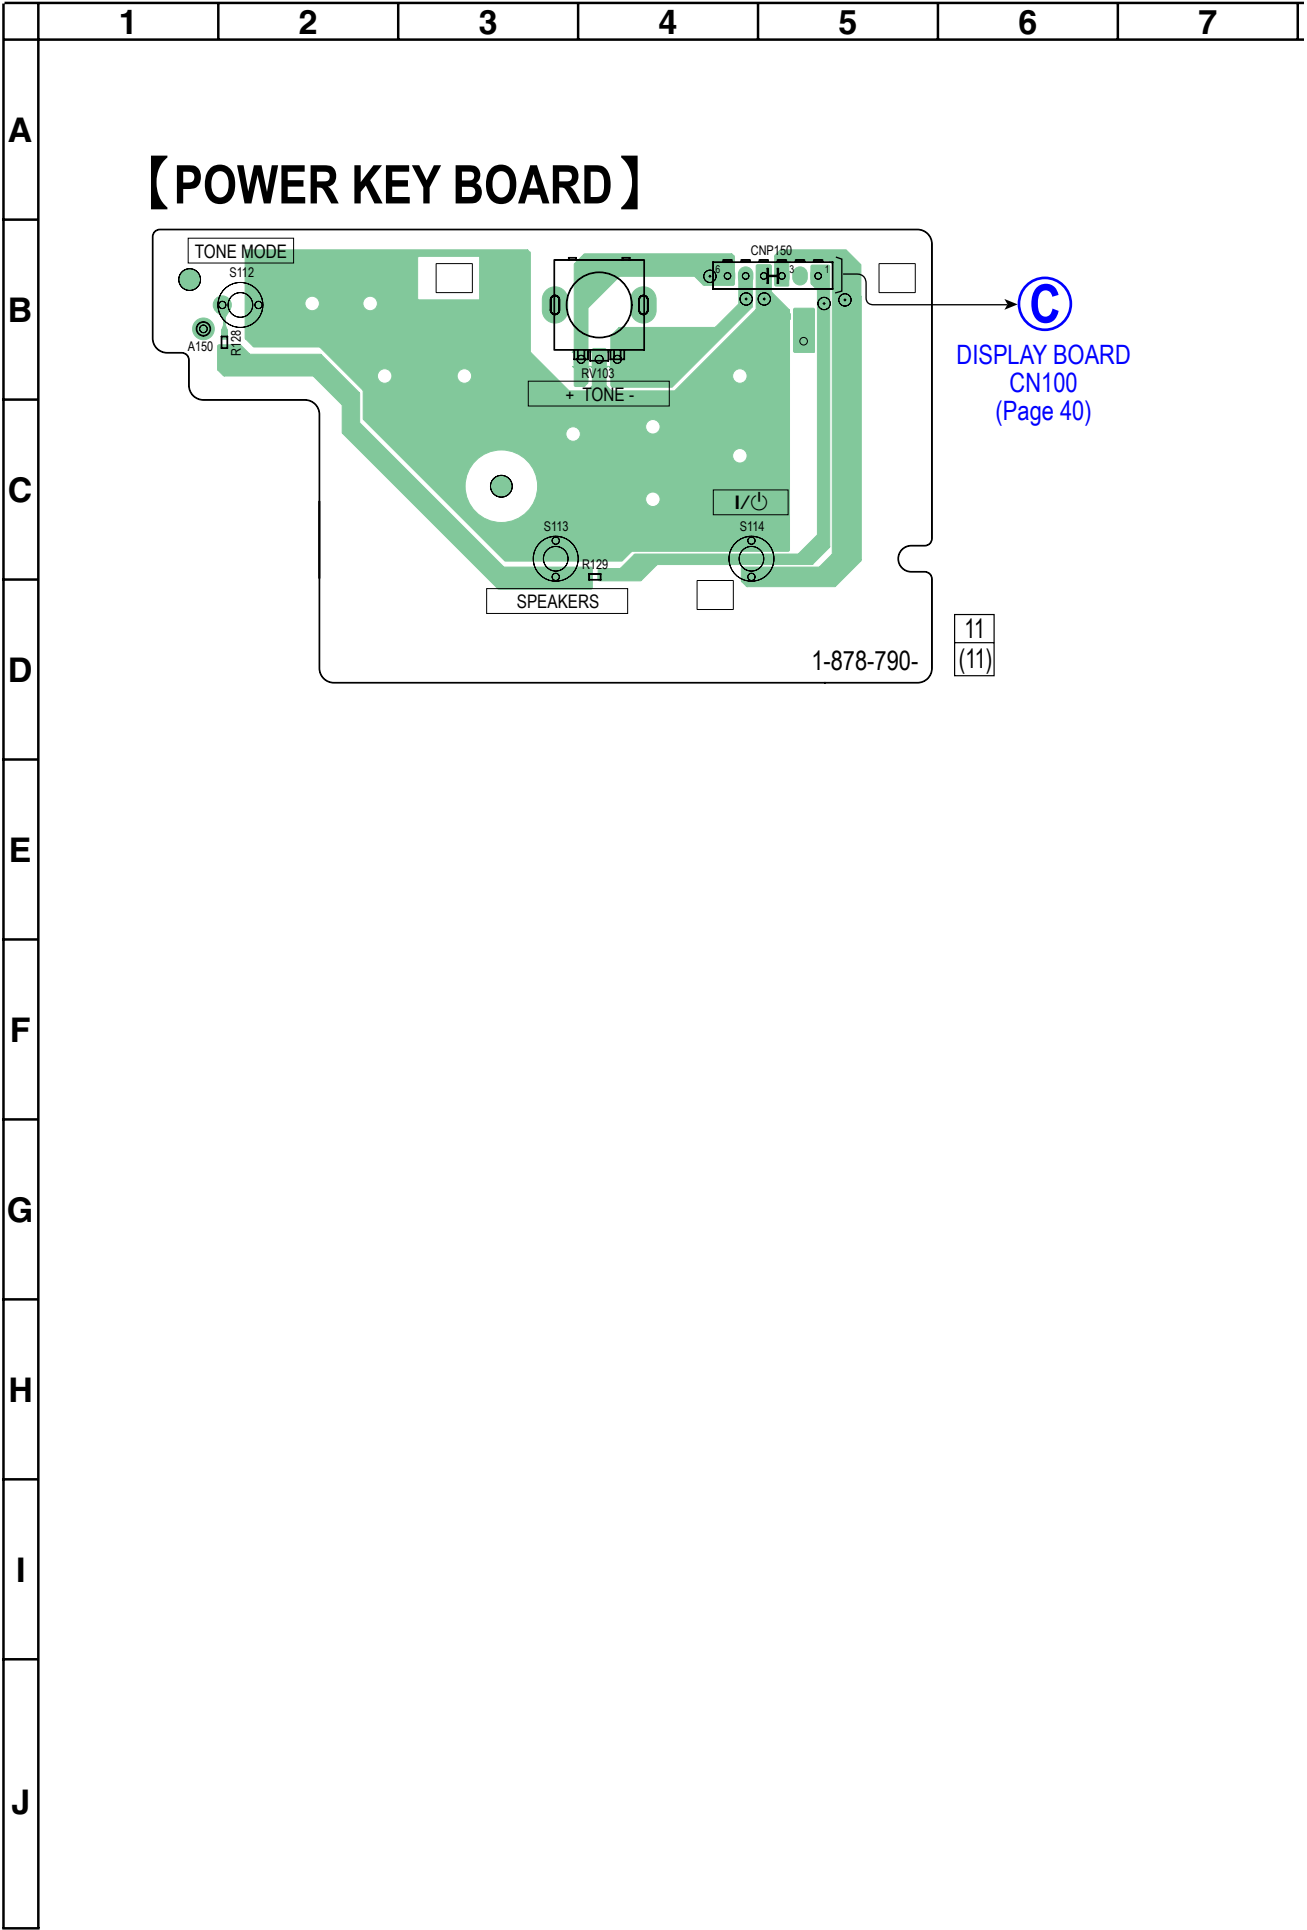 1 2 3 4 5 6 7
A
【POWER KEY BOARD】
B
TONE MODE
S112
A150
R128
RV103
+ TONE -
CNP150
6 3 1
C
DISPLAY BOARD
CN100
(Page 40)
C
I/⏻
S113
S114
R129
SPEAKERS
D
1-878-790-
11
(11)
E
F
G
H
I
J